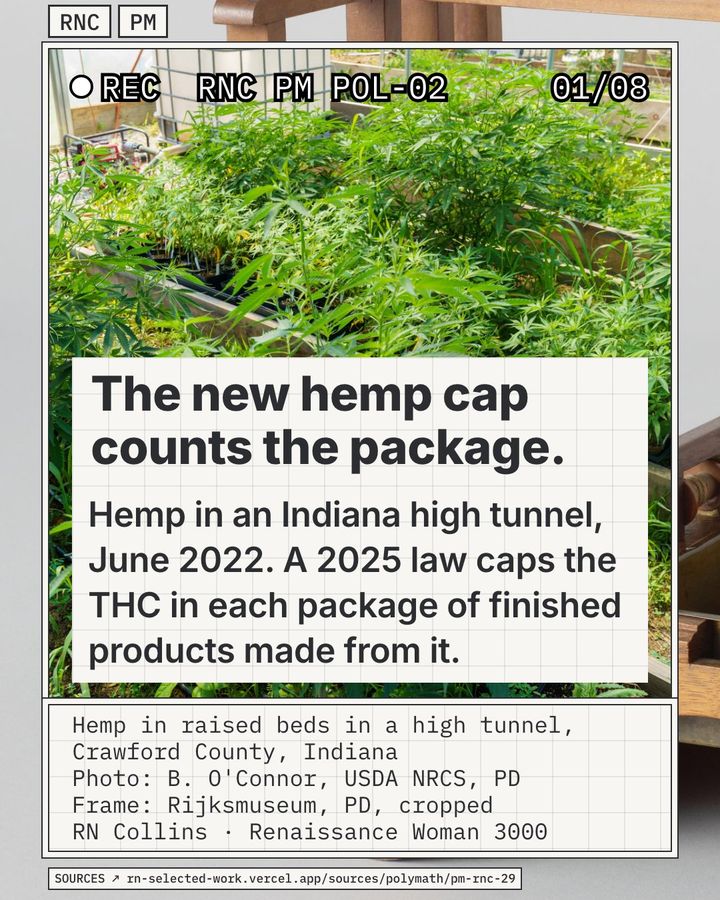 RNC PM
REC RNC PM POL-02 01/08
The new hemp cap
counts the package.
Hemp in an Indiana high tunnel,
June 2022. A 2025 law caps the
THC in each package of finished
products made from it.
Hemp in raised beds in a high tunnel,
Crawford County, Indiana
Photo: B. O'Connor, USDA NRCS, PD
Frame: Rijksmuseum, PD, cropped
RN Collins · Renaissance Woman 3000
SOURCES ↗ rn-selected-work.vercel.app/sources/polymath/pm-rnc-29